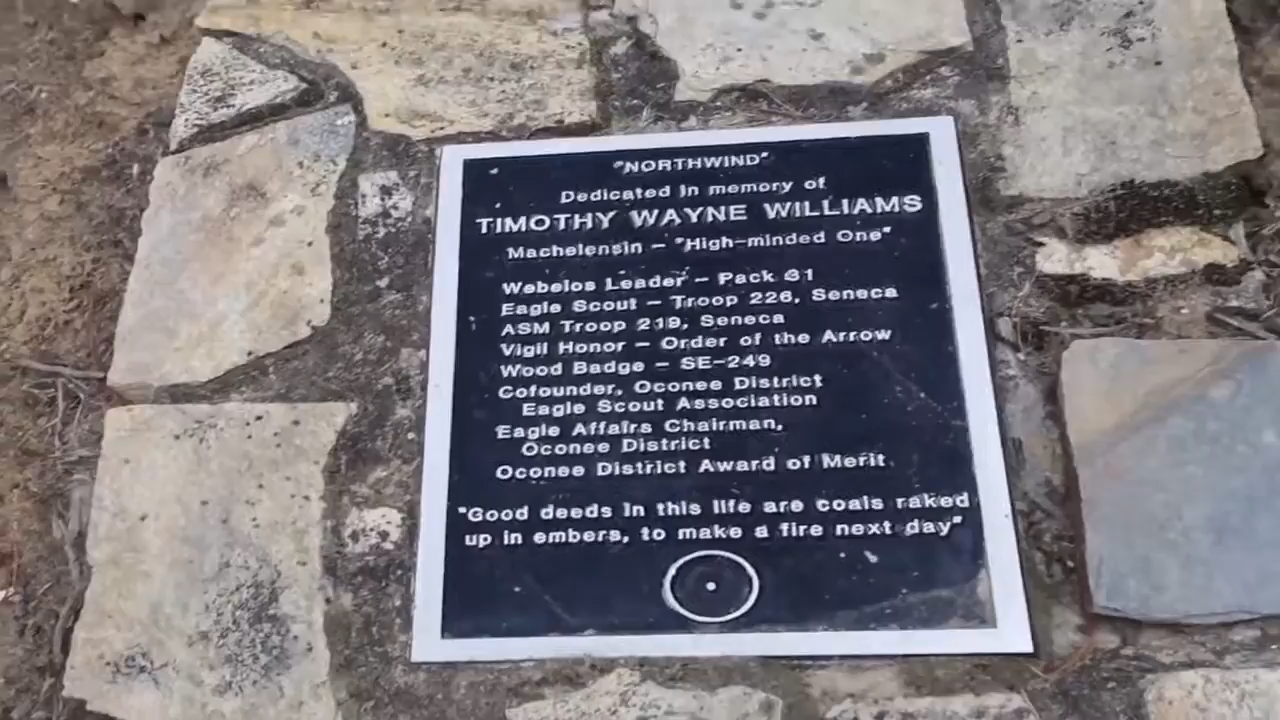 "NORTHWIND"
Dedicated in memory of
TIMOTHY WAYNE WILLIAMS
Machelensin – "High-minded One"
Webelos Leader – Pack 31
Eagle Scout – Troop 226, Seneca
ASM Troop 219, Seneca
Vigil Honor – Order of the Arrow
Wood Badge – SE-249
Cofounder, Oconee District
Eagle Scout Association
Eagle Affairs Chairman,
Oconee District
Oconee District Award of Merit
"Good deeds in this life are coals raked
up in embers, to make a fire next day"